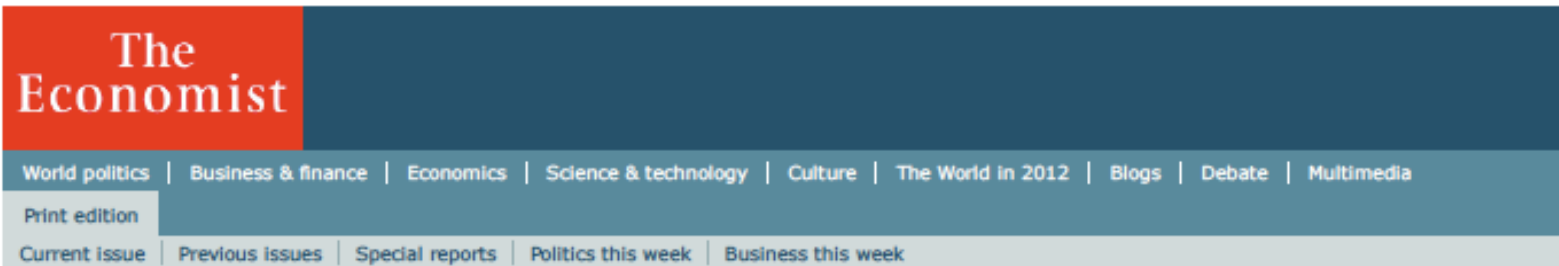 The
Economist
World politics | Business & finance | Economics | Science & technology | Culture | The World in 2012 | Blogs | Debate | Multimedia
Print edition
Current issue | Previous issues | Special reports | Politics this week | Business this week